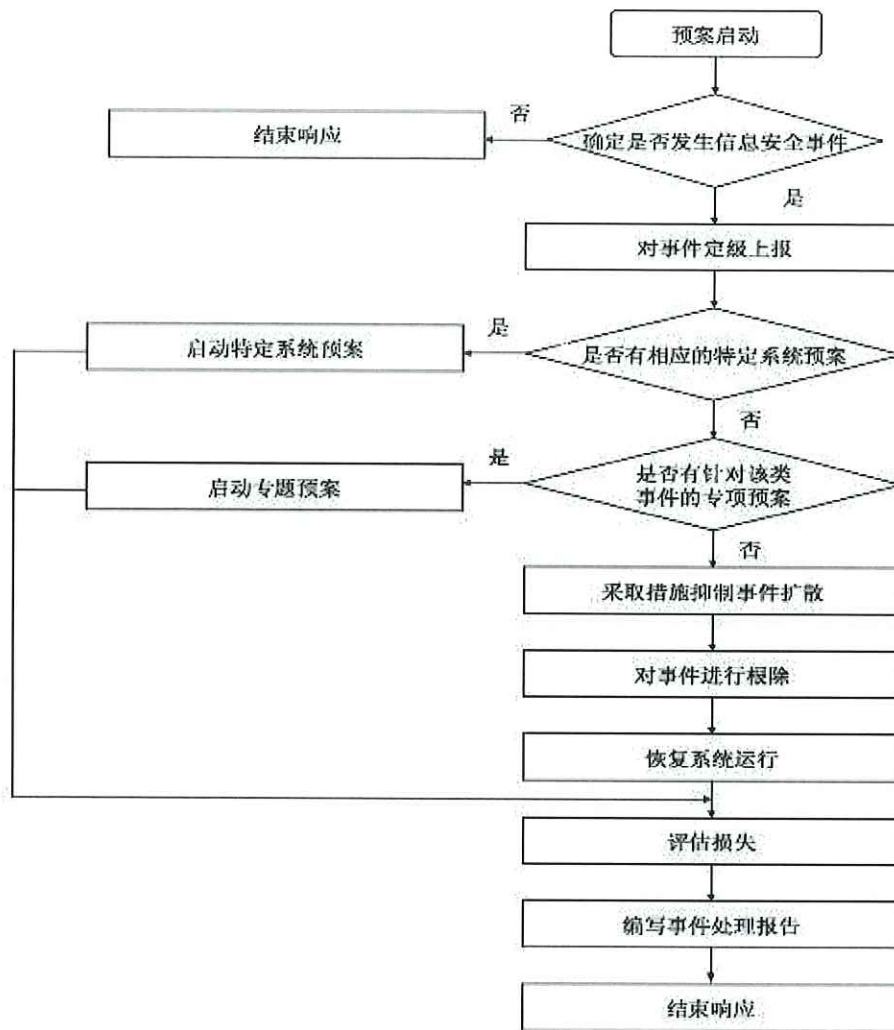 预案启动
否
结束响应
确定是否发生信息安全事件
是
对事件定级上报
是
启动特定系统预案
是否有相应的特定系统预案
否
是
启动专题预案
是否有针对该类
事件的专项预案
否
采取措施抑制事件扩散
对事件进行根除
恢复系统运行
评估损失
编写事件处理报告
结束响应